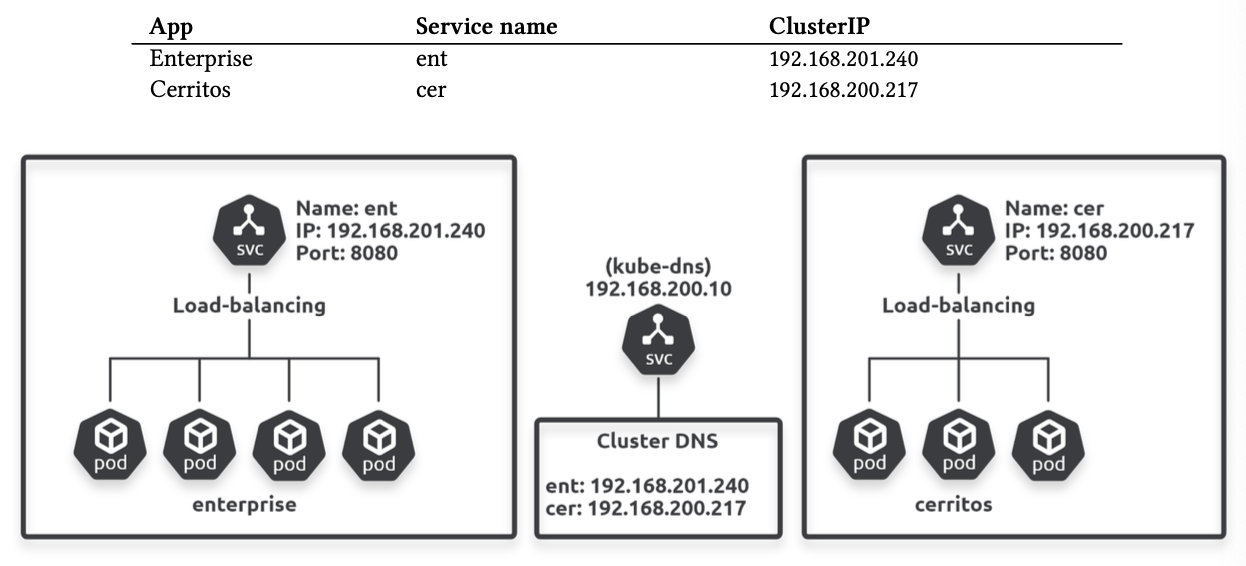 App Service name ClusterIP
Enterprise ent 192.168.201.240
Cerritos cer 192.168.200.217
Name: ent
IP: 192.168.201.240
Port: 8080
svc
Load-balancing
pod pod pod pod
enterprise
(kube-dns)
192.168.200.10
svc
Cluster DNS
ent: 192.168.201.240
cer: 192.168.200.217
Name: cer
IP: 192.168.200.217
Port: 8080
svc
Load-balancing
pod pod pod
cerritos